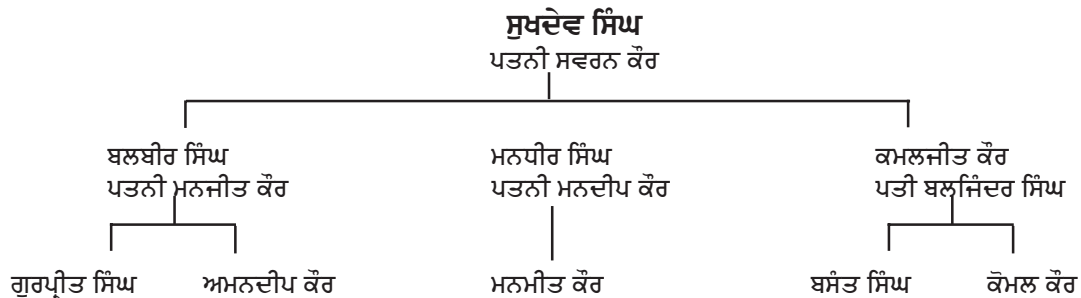 ਸੁਖਦੇਵ ਸਿੰਘ
ਪਤਨੀ ਸਵਰਨ ਕੌਰ
ਬਲਬੀਰ ਸਿੰਘ ਮਨਧੀਰ ਸਿੰਘ ਕਮਲਜੀਤ ਕੌਰ
ਪਤਨੀ ਮਨਜੀਤ ਕੌਰ ਪਤਨੀ ਮਨਦੀਪ ਕੌਰ ਪਤੀ ਬਲਜਿੰਦਰ ਸਿੰਘ
ਗੁਰਪ੍ਰੀਤ ਸਿੰਘ ਅਮਨਦੀਪ ਕੌਰ ਮਨਮੀਤ ਕੌਰ ਬਸੰਤ ਸਿੰਘ ਕੋਮਲ ਕੌਰ